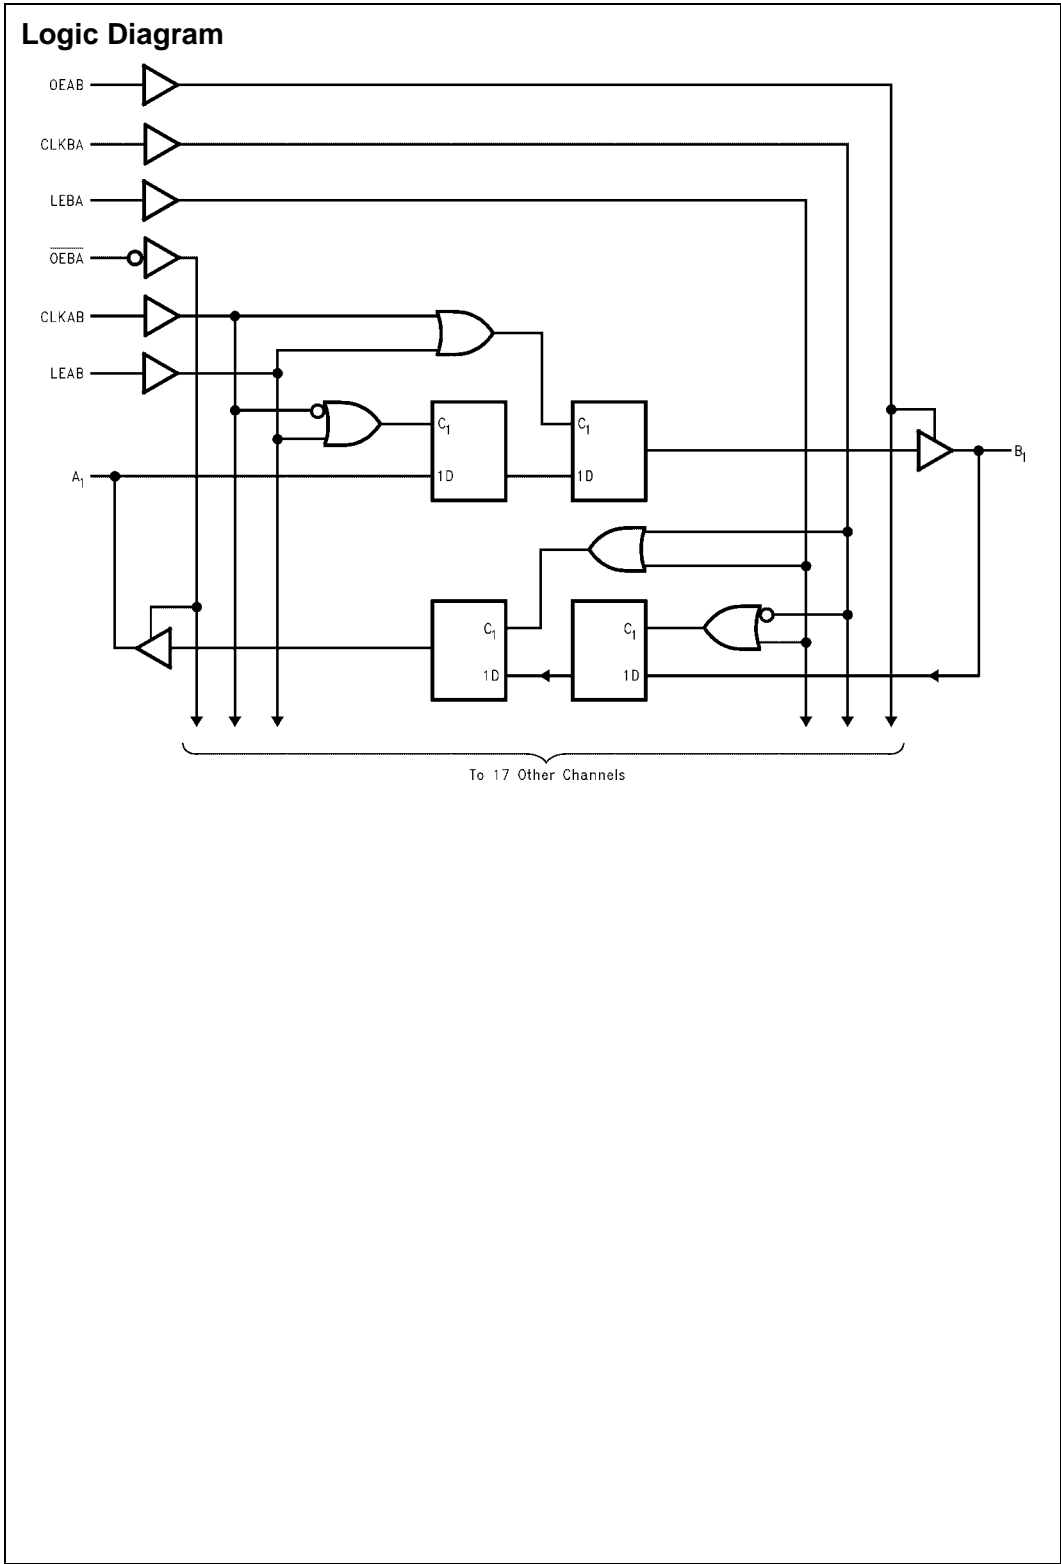 Logic Diagram
OEAB
CLKBA
LEBA
O̅E̅B̅A̅
CLKAB
LEAB
C₁
C₁
B₁
A₁
1D
1D
C₁
C₁
1D
1D
To 17 Other Channels